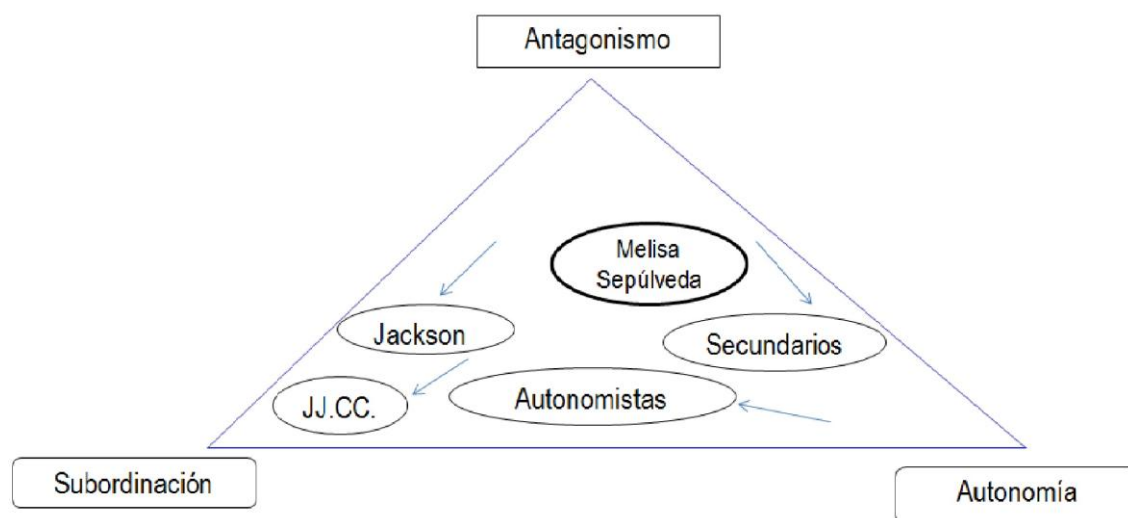 Antagonismo
Melisa
Sepúlveda
Jackson
Secundarios
JJ.CC.
Autonomistas
Subordinación
Autonomía